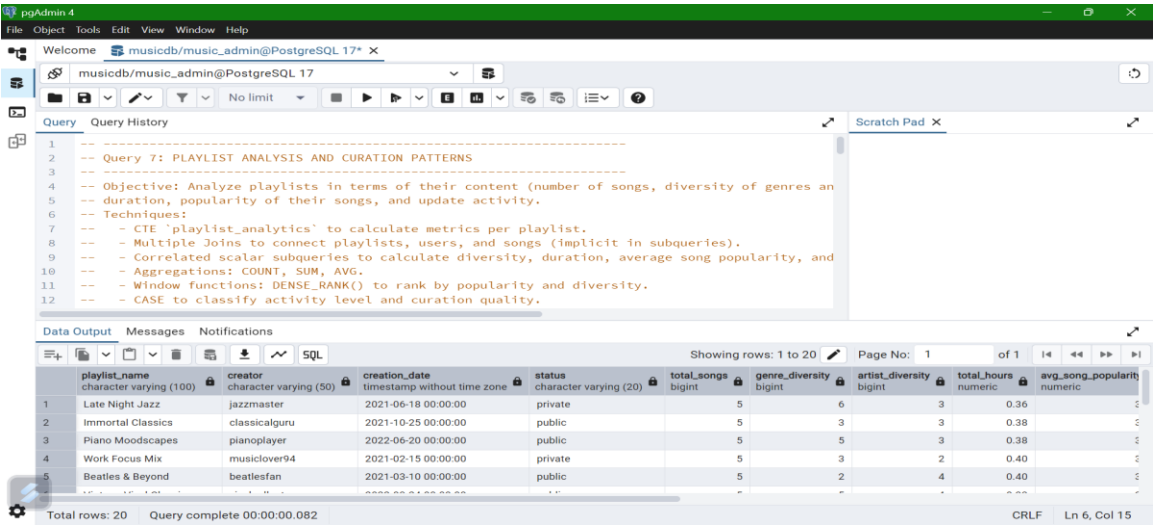 pgAdmin 4
File Object Tools Edit View Window Help
Welcome musicdb/music_admin@PostgreSQL 17*
musicdb/music_admin@PostgreSQL 17
No limit
E
Query Query History Scratch Pad
1 -- -----------------------------------------------------------------------
2 -- Query 7: PLAYLIST ANALYSIS AND CURATION PATTERNS
3 -- -----------------------------------------------------------------------
4 -- Objective: Analyze playlists in terms of their content (number of songs, diversity of genres an
5 -- duration, popularity of their songs, and update activity.
6 -- Techniques:
7 -- - CTE `playlist_analytics` to calculate metrics per playlist.
8 -- - Multiple Joins to connect playlists, users, and songs (implicit in subqueries).
9 -- - Correlated scalar subqueries to calculate diversity, duration, average song popularity, and
10 -- - Aggregations: COUNT, SUM, AVG.
11 -- - Window functions: DENSE_RANK() to rank by popularity and diversity.
12 -- - CASE to classify activity level and curation quality.
Data Output Messages Notifications
SQL Showing rows: 1 to 20 Page No: 1 of 1
playlist_name creator creation_date status total_songs genre_diversity artist_diversity total_hours avg_song_popularity
character varying (100) character varying (50) timestamp without time zone character varying (20) bigint bigint bigint numeric numeric
1 Late Night Jazz jazzmaster 2021-06-18 00:00:00 private 5 6 3 0.36
2 Immortal Classics classicalguru 2021-10-25 00:00:00 public 5 3 3 0.38
3 Piano Moodscapes pianoplayer 2022-06-20 00:00:00 public 5 5 3 0.38
4 Work Focus Mix musiclover94 2021-02-15 00:00:00 private 5 3 2 0.40
5 Beatles & Beyond beatlesfan 2021-03-10 00:00:00 public 5 2 4 0.40
Total rows: 20 Query complete 00:00:00.082 CRLF Ln 6, Col 15